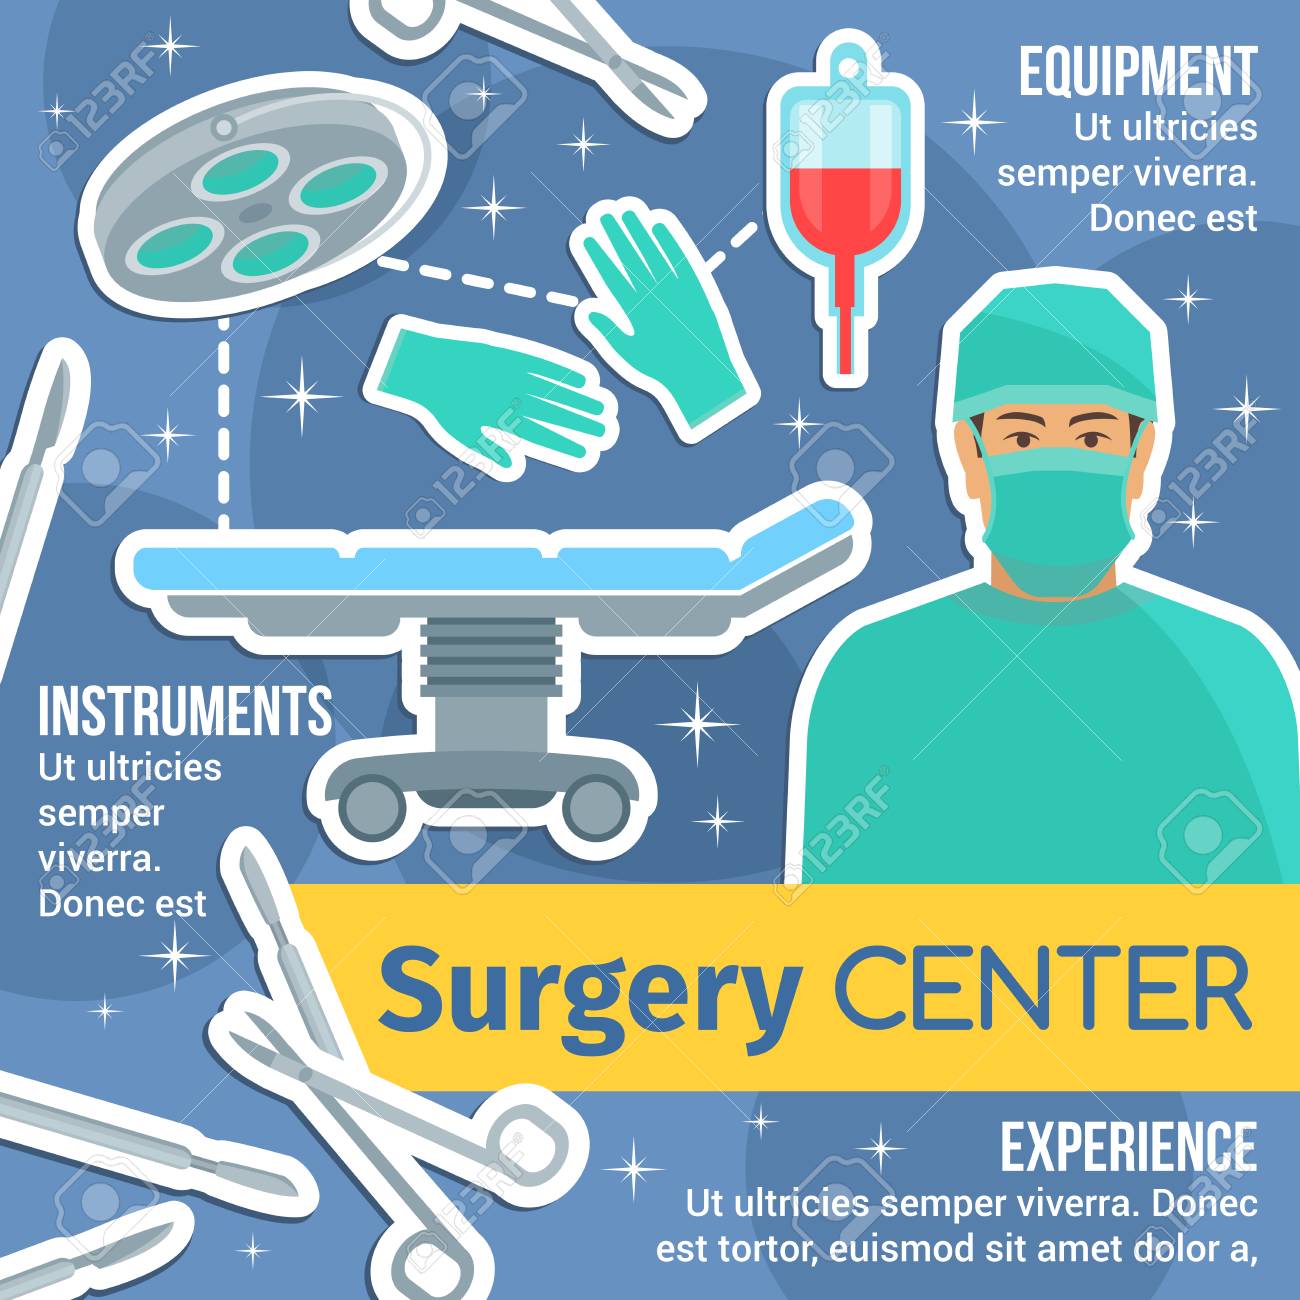 EQUIPMENT
Ut ultricies
semper viverra.
Donec est
INSTRUMENTS
Ut ultricies
semper
viverra.
Donec est
Surgery CENTER
EXPERIENCE
Ut ultricies semper viverra. Donec
est tortor, euismod sit amet dolor a,
123RF